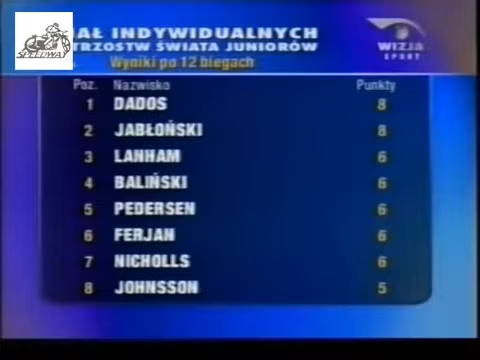 AŁ INDYWIDUALNYCH
TRZOSTW ŚWIATA JUNIORÓW
Wyniki po 12 biegach
SPEEDWAY
WIZJA
SPORT
Poz. Nazwisko Punkty
1 DADOS 8
2 JABŁOŃSKI 8
3 LANHAM 6
4 BALIŃSKI 6
5 PEDERSEN 6
6 FERJAN 6
7 NICHOLLS 6
8 JOHNSSON 5